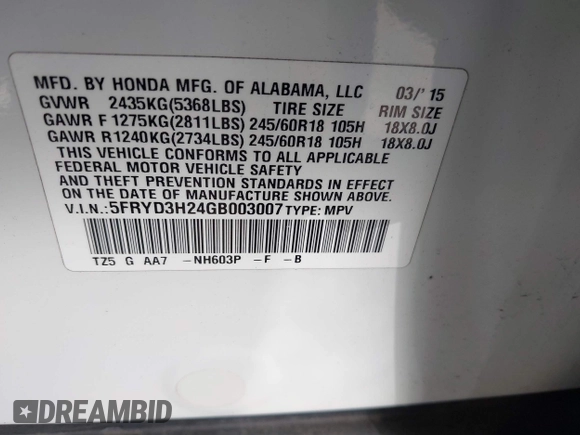 MFD. BY HONDA MFG. OF ALABAMA, LLC 03/' 15
GVWR 2435KG(5368LBS) TIRE SIZE RIM SIZE
GAWR F 1275KG(2811LBS) 245/60R18 105H 18X8.0J
GAWR R1240KG(2734LBS) 245/60R18 105H 18X8.0J
THIS VEHICLE CONFORMS TO ALL APPLICABLE
FEDERAL MOTOR VEHICLE SAFETY
AND THEFT PREVENTION STANDARDS IN EFFECT
ON THE DATE OF MANUFACTURE SHOWN ABOVE.
V.I.N.:5FRYD3H24GB003007 TYPE: MPV
TZ5 G AA7 -NH603P -F -B
DREAMBID